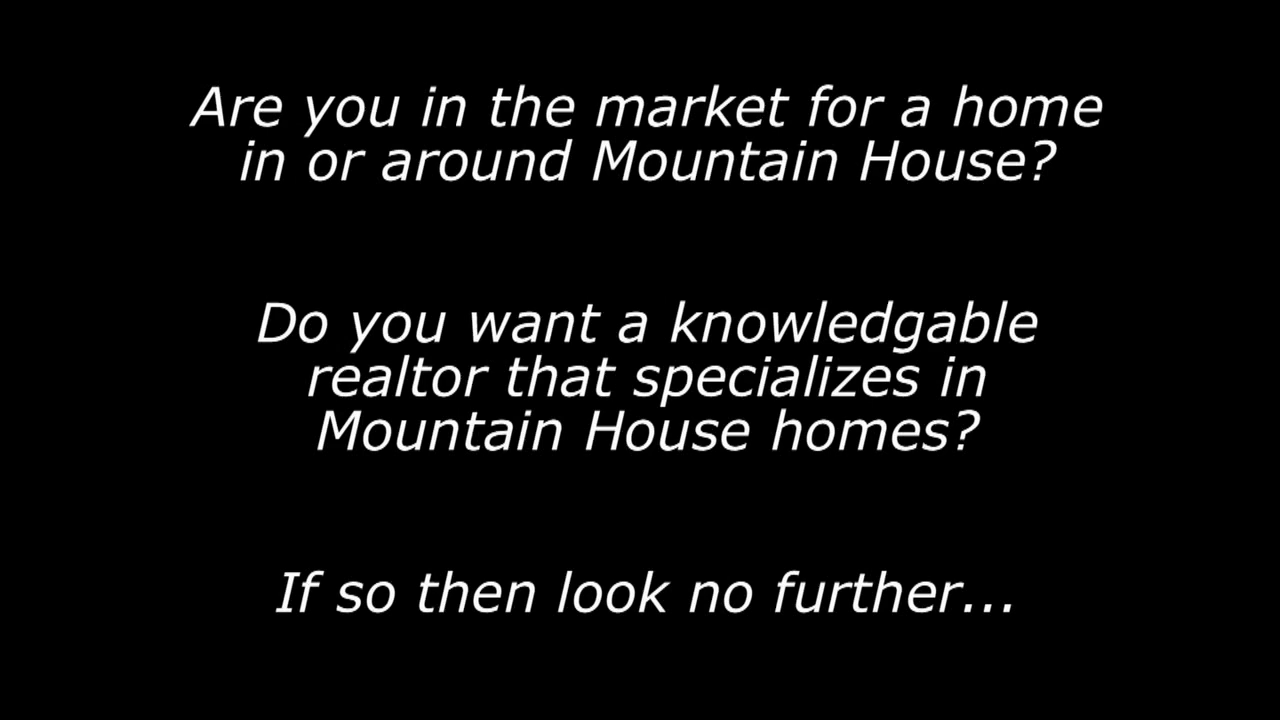 Are you in the market for a home
in or around Mountain House?
Do you want a knowledgable
realtor that specializes in
Mountain House homes?
If so then look no further...